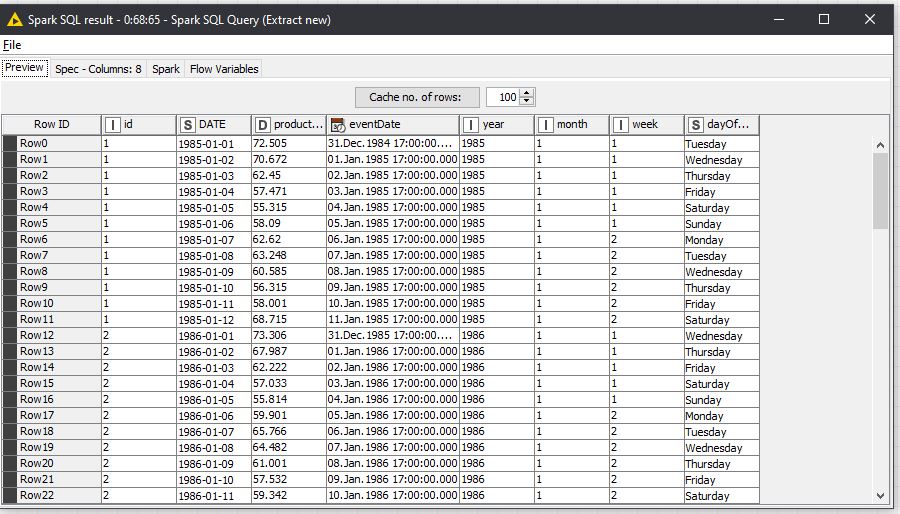 Spark SQL result - 0:68:65 - Spark SQL Query (Extract new)
File
Preview Spec - Columns: 8 Spark Flow Variables
Cache no. of rows: 100
Row ID I id S DATE D product... eventDate I year I month I week S dayOf...
Row0 1 1985-01-01 72.505 31.Dec.1984 17:00:00.... 1985 1 1 Tuesday
Row1 1 1985-01-02 70.672 01.Jan.1985 17:00:00.000 1985 1 1 Wednesday
Row2 1 1985-01-03 62.45 02.Jan.1985 17:00:00.000 1985 1 1 Thursday
Row3 1 1985-01-04 57.471 03.Jan.1985 17:00:00.000 1985 1 1 Friday
Row4 1 1985-01-05 55.315 04.Jan.1985 17:00:00.000 1985 1 1 Saturday
Row5 1 1985-01-06 58.09 05.Jan.1985 17:00:00.000 1985 1 1 Sunday
Row6 1 1985-01-07 62.62 06.Jan.1985 17:00:00.000 1985 1 2 Monday
Row7 1 1985-01-08 63.248 07.Jan.1985 17:00:00.000 1985 1 2 Tuesday
Row8 1 1985-01-09 60.585 08.Jan.1985 17:00:00.000 1985 1 2 Wednesday
Row9 1 1985-01-10 56.315 09.Jan.1985 17:00:00.000 1985 1 2 Thursday
Row10 1 1985-01-11 58.001 10.Jan.1985 17:00:00.000 1985 1 2 Friday
Row11 1 1985-01-12 68.715 11.Jan.1985 17:00:00.000 1985 1 2 Saturday
Row12 2 1986-01-01 73.306 31.Dec.1985 17:00:00.... 1986 1 1 Wednesday
Row13 2 1986-01-02 67.987 01.Jan.1986 17:00:00.000 1986 1 1 Thursday
Row14 2 1986-01-03 62.222 02.Jan.1986 17:00:00.000 1986 1 1 Friday
Row15 2 1986-01-04 57.033 03.Jan.1986 17:00:00.000 1986 1 1 Saturday
Row16 2 1986-01-05 55.814 04.Jan.1986 17:00:00.000 1986 1 1 Sunday
Row17 2 1986-01-06 59.901 05.Jan.1986 17:00:00.000 1986 1 2 Monday
Row18 2 1986-01-07 65.766 06.Jan.1986 17:00:00.000 1986 1 2 Tuesday
Row19 2 1986-01-08 64.482 07.Jan.1986 17:00:00.000 1986 1 2 Wednesday
Row20 2 1986-01-09 61.001 08.Jan.1986 17:00:00.000 1986 1 2 Thursday
Row21 2 1986-01-10 57.532 09.Jan.1986 17:00:00.000 1986 1 2 Friday
Row22 2 1986-01-11 59.342 10.Jan.1986 17:00:00.000 1986 1 2 Saturday